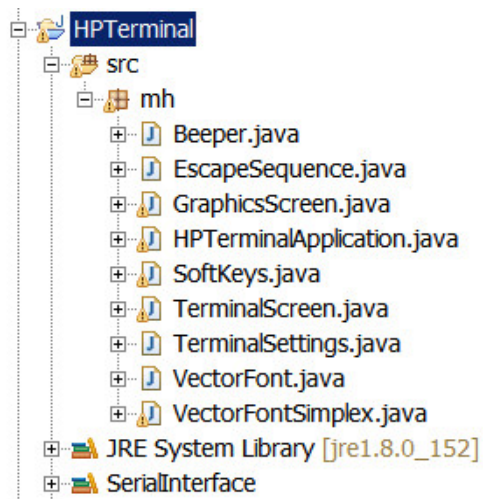 HPTerminal
src
mh
Beeper.java
EscapeSequence.java
GraphicsScreen.java
HPTerminalApplication.java
SoftKeys.java
TerminalScreen.java
TerminalSettings.java
VectorFont.java
VectorFontSimplex.java
JRE System Library [jre1.8.0_152]
SerialInterface